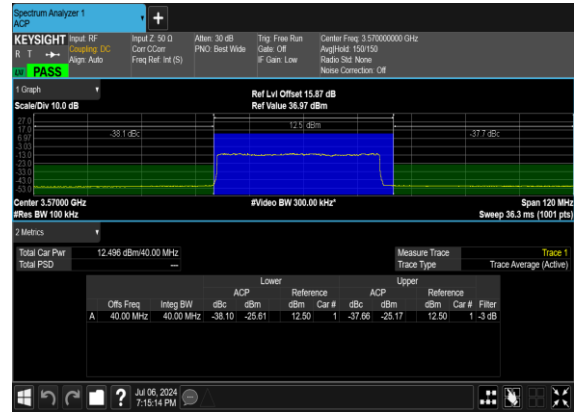 Spectrum Analyzer 1
ACP
KEYSIGHT Input: RF Input Z: 50 Ω Atten: 30 dB Trig: Free Run Center Freq: 3.570000000 GHz
R T Coupling: DC Corr CCorr PNO: Best Wide Gate: Off Avg|Hold: 150/150
Align: Auto Freq Ref: Int (S) IF Gain: Low Radio Std: None
Noise Correction: Off
LXI PASS
1 Graph Ref Lvl Offset 15.87 dB
Scale/Div 10.0 dB Ref Value 36.97 dBm
27.0
17.0 12.5 dBm
6.97 -38.1 dBc -37.7 dBc
-3.03
-13.0
-23.0
-33.0
-43.0
-53.0
Center 3.57000 GHz #Video BW 300.00 kHz* Span 120 MHz
#Res BW 100 kHz Sweep 36.3 ms (1001 pts)
2 Metrics
Total Car Pwr 12.496 dBm/40.00 MHz Measure Trace Trace 1
Total PSD --- Trace Type Trace Average (Active)
Lower Upper
ACP Reference ACP Reference
Offs Freq Integ BW dBc dBm dBm Car # dBc dBm dBm Car # Filter
A 40.00 MHz 40.00 MHz -38.10 -25.61 12.50 1 -37.66 -25.17 12.50 1 -3 dB
? Jul 06, 2024
7:15:14 PM